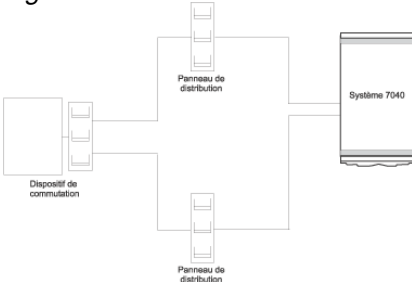 Panneau de
distribution
Système 7040
Dispositif de
commutation
Panneau de
distribution